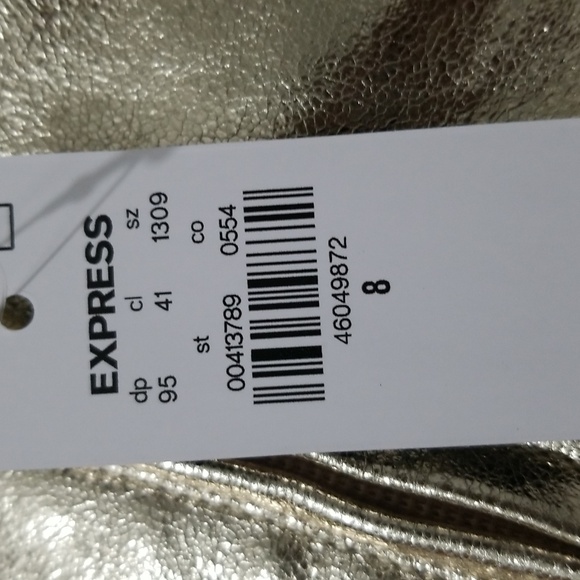 EXPRESS
dp cl sz
95 41 1309
st co
00413789 0554
46049872
8